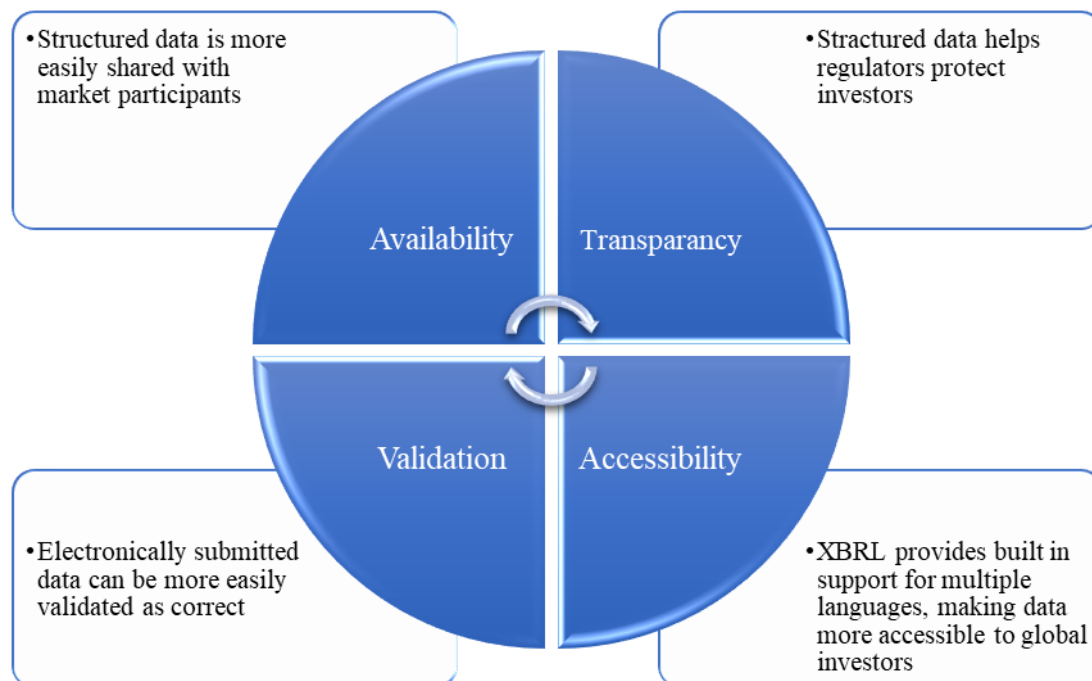 •Structured data is more
easily shared with
market participants
•Stractured data helps
regulators protect
investors
Availability
Transparancy
Validation
Accessibility
•Electronically submitted
data can be more easily
validated as correct
•XBRL provides built in
support for multiple
languages, making data
more accessible to global
investors